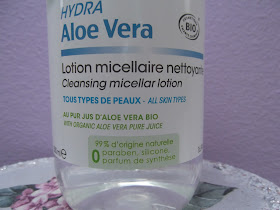 HYDRA
Aloe Vera
BIO
Lotion micellaire nettoyante
Cleansing micellar lotion
TOUS TYPES DE PEAUX - ALL SKIN TYPES
AU PUR JUS D'ALOE VERA BIO
WITH ORGANIC ALOE VERA PURE JUICE
99% d'origine naturelle
0 paraben, silicone,
parfum de synthèse